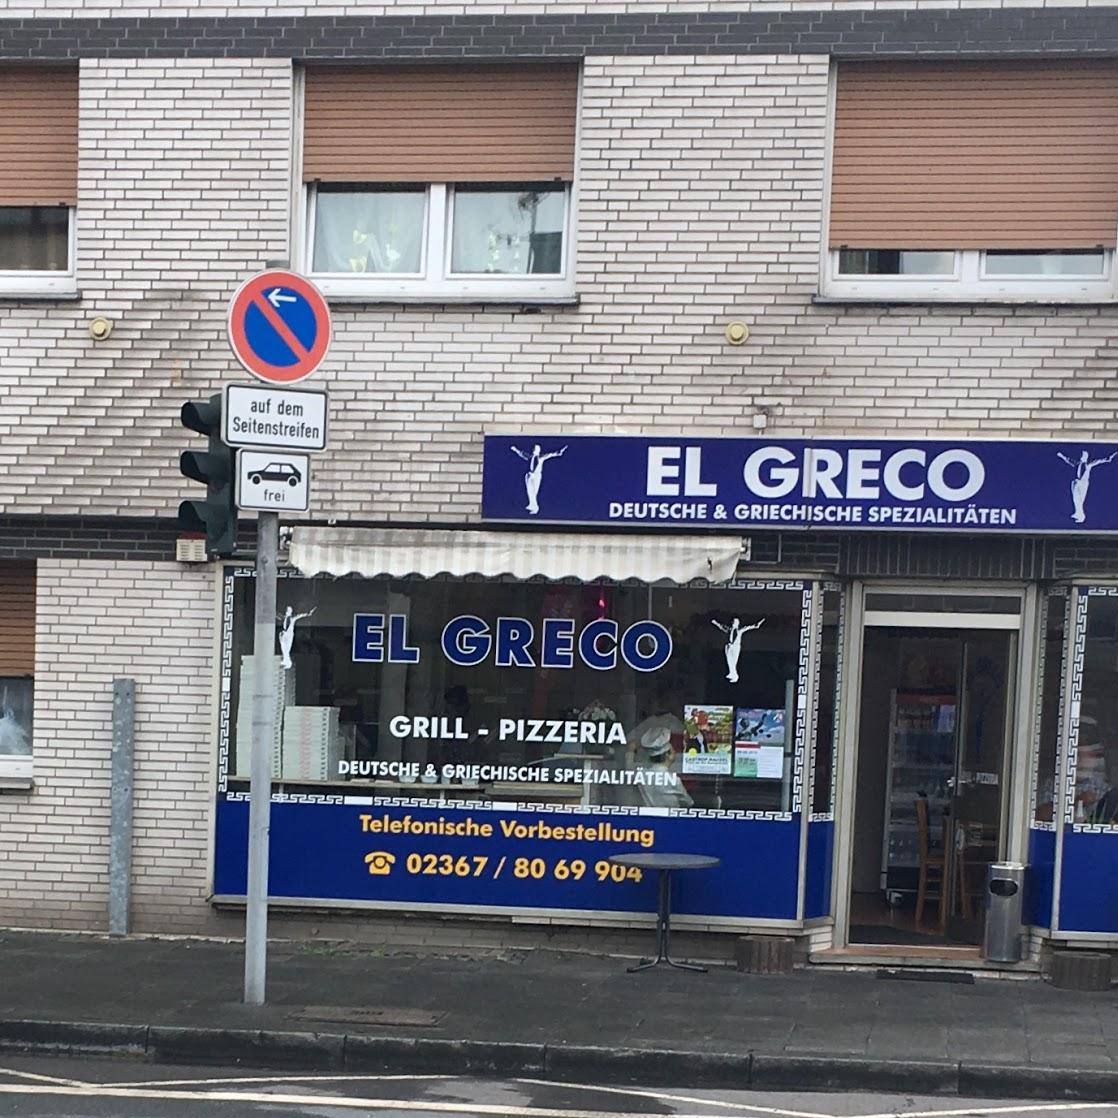 auf dem
Seitenstreifen
frei
EL GRECO
DEUTSCHE & GRIECHISCHE SPEZIALITÄTEN
EL GRECO
GRILL - PIZZERIA
DEUTSCHE & GRIECHISCHE SPEZIALITÄTEN
Telefonische Vorbestellung
☎ 02367 / 80 69 904